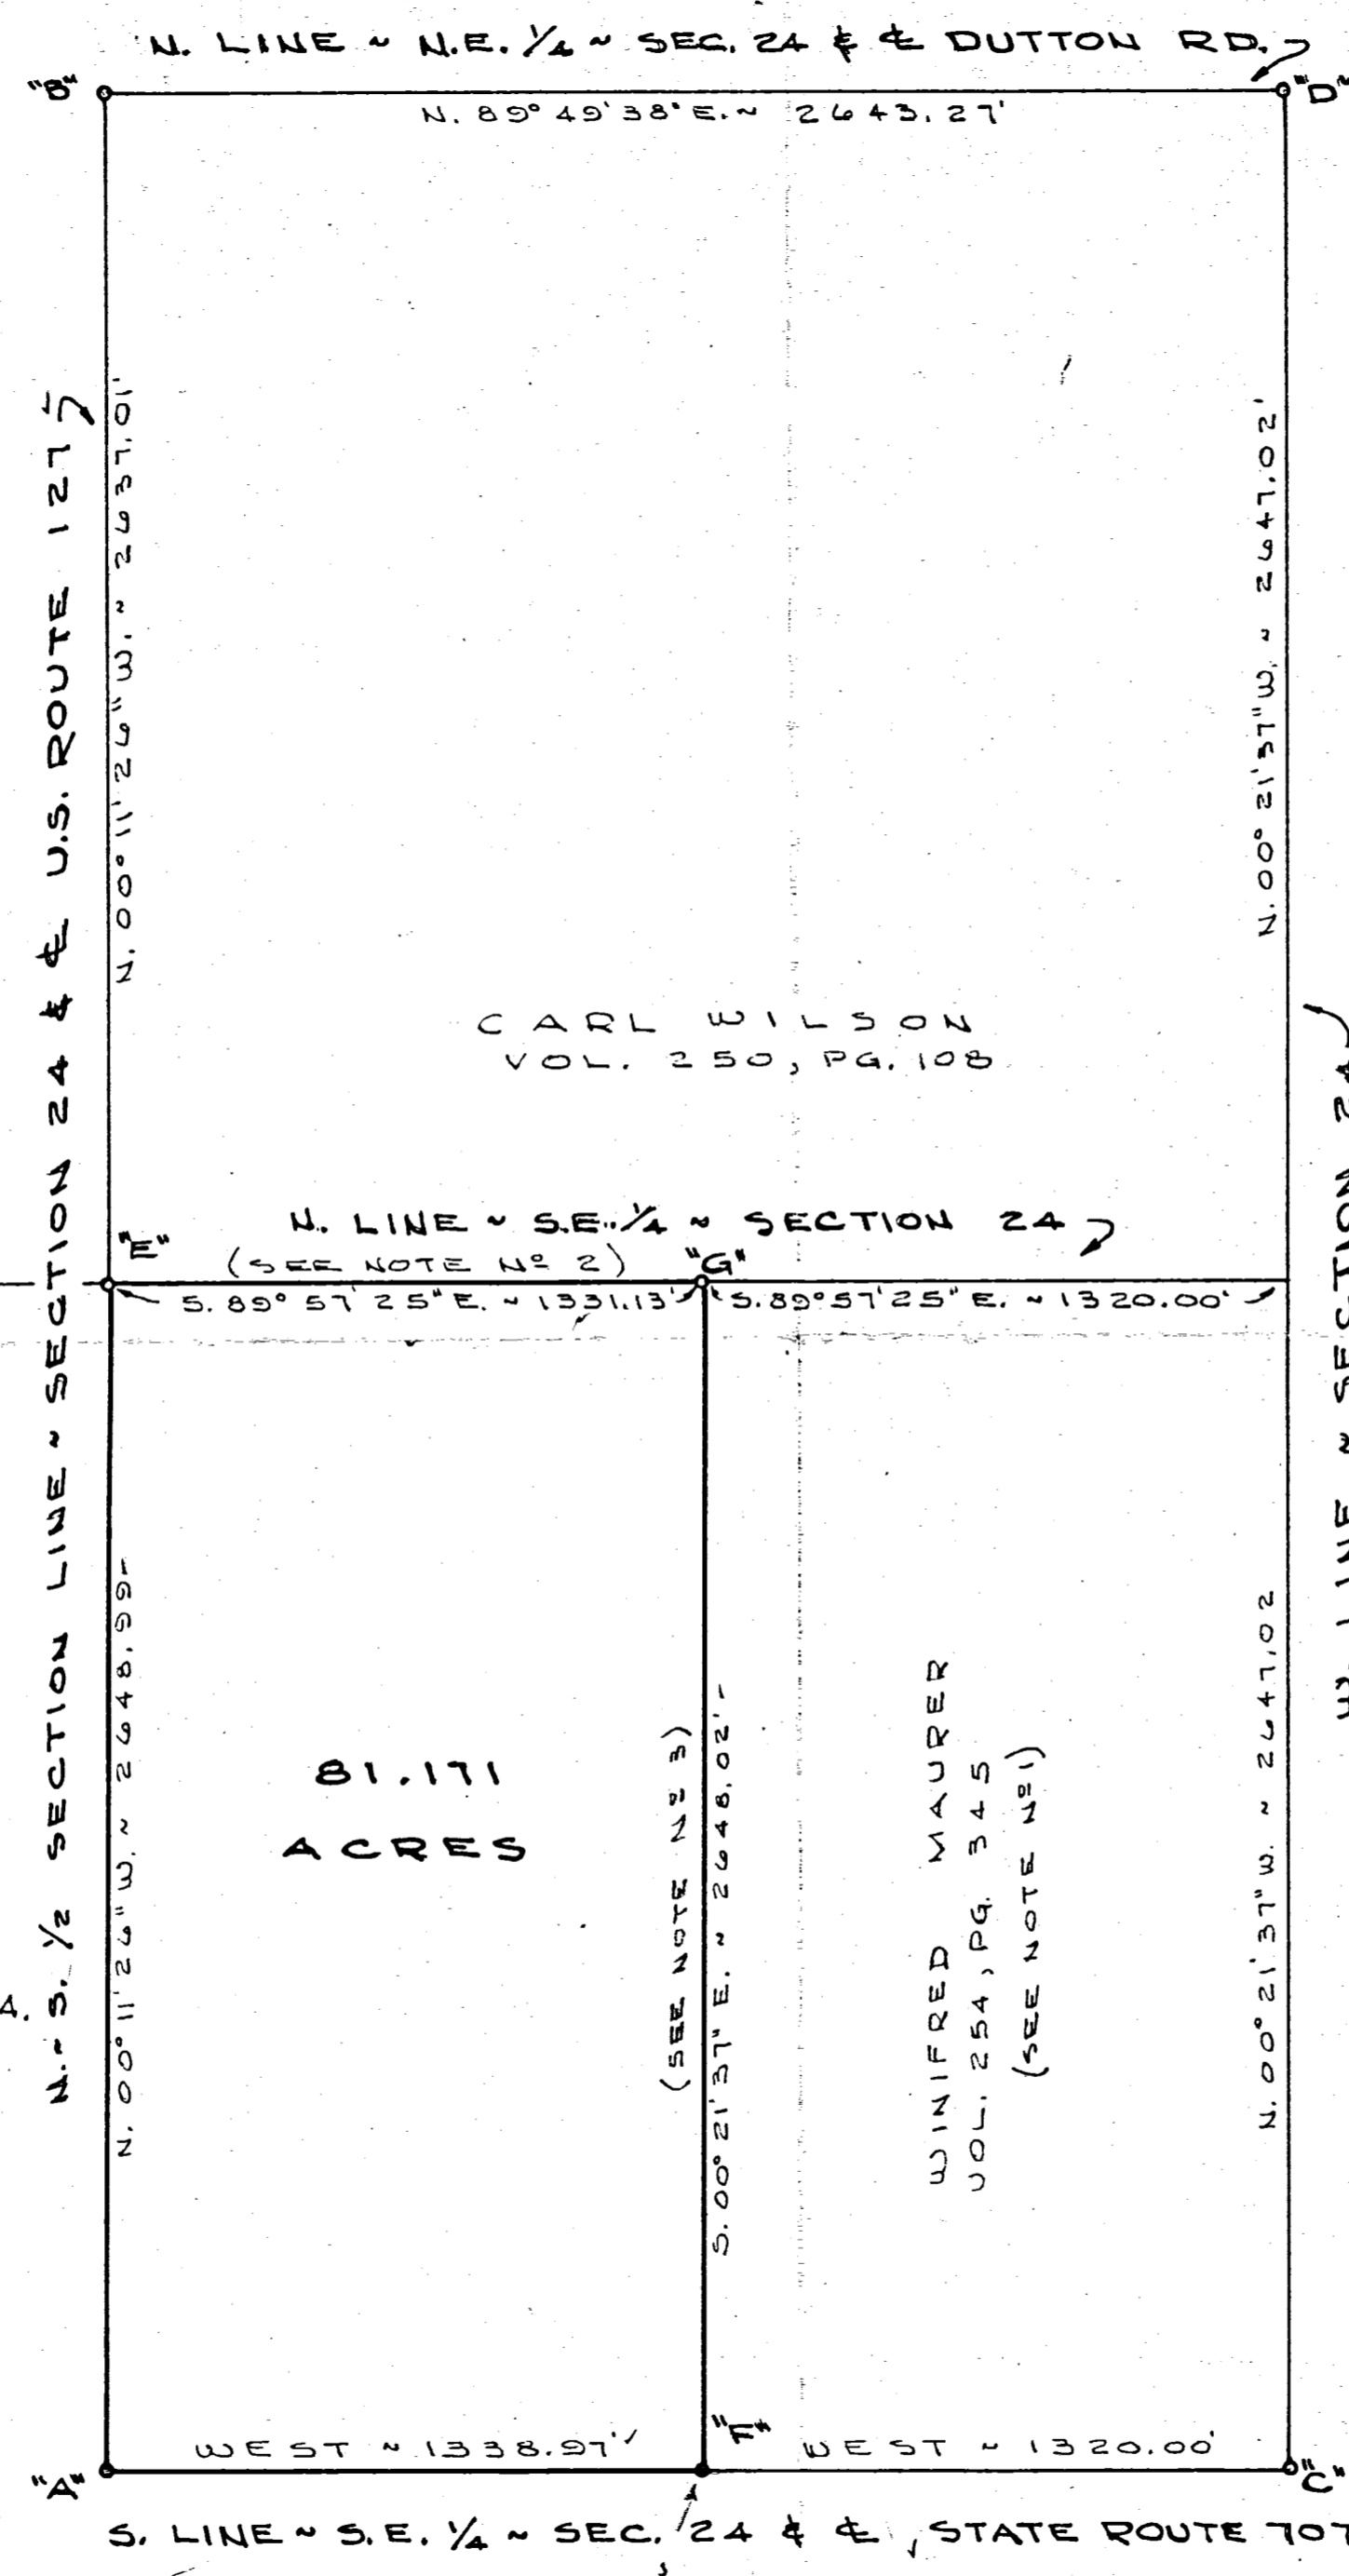 N. LINE ~ N.E. 1/4 ~ SEC. 24 & ℄ DUTTON RD.
"B"
"D"
N. 89° 49' 38" E. ~ 2643.27'
N.-S. 1/2 SECTION LINE ~ SECTION 24 & ℄ U.S. ROUTE 127
N. 00° 11' 26" W. ~ 2637.01'
N. 00° 21' 37" W. ~ 2647.02'
CARL WILSON
VOL. 250, PG. 108
N. LINE ~ S.E. 1/4 ~ SECTION 24
"E"
(SEE NOTE Nº 2)
"G"
S. 89° 57' 25" E. ~ 1331.13'
S. 89° 57' 25" E. ~ 1320.00'
LINE ~ SECTION 24
N. 00° 11' 26" W. ~ 2648.99
81.171
ACRES
(SEE NOTE Nº 3)
S. 00° 21' 37" E. ~ 2648.02'
WINIFRED MAURER
VOL. 254, PG. 345
(SEE NOTE Nº 1)
N. 00° 21' 37" W. ~ 2647.02
4.
WEST ~ 1338.97'
"F"
WEST ~ 1320.00'
"A"
"C"
S. LINE ~ S.E. 1/4 ~ SEC. 24 & ℄, STATE ROUTE 707